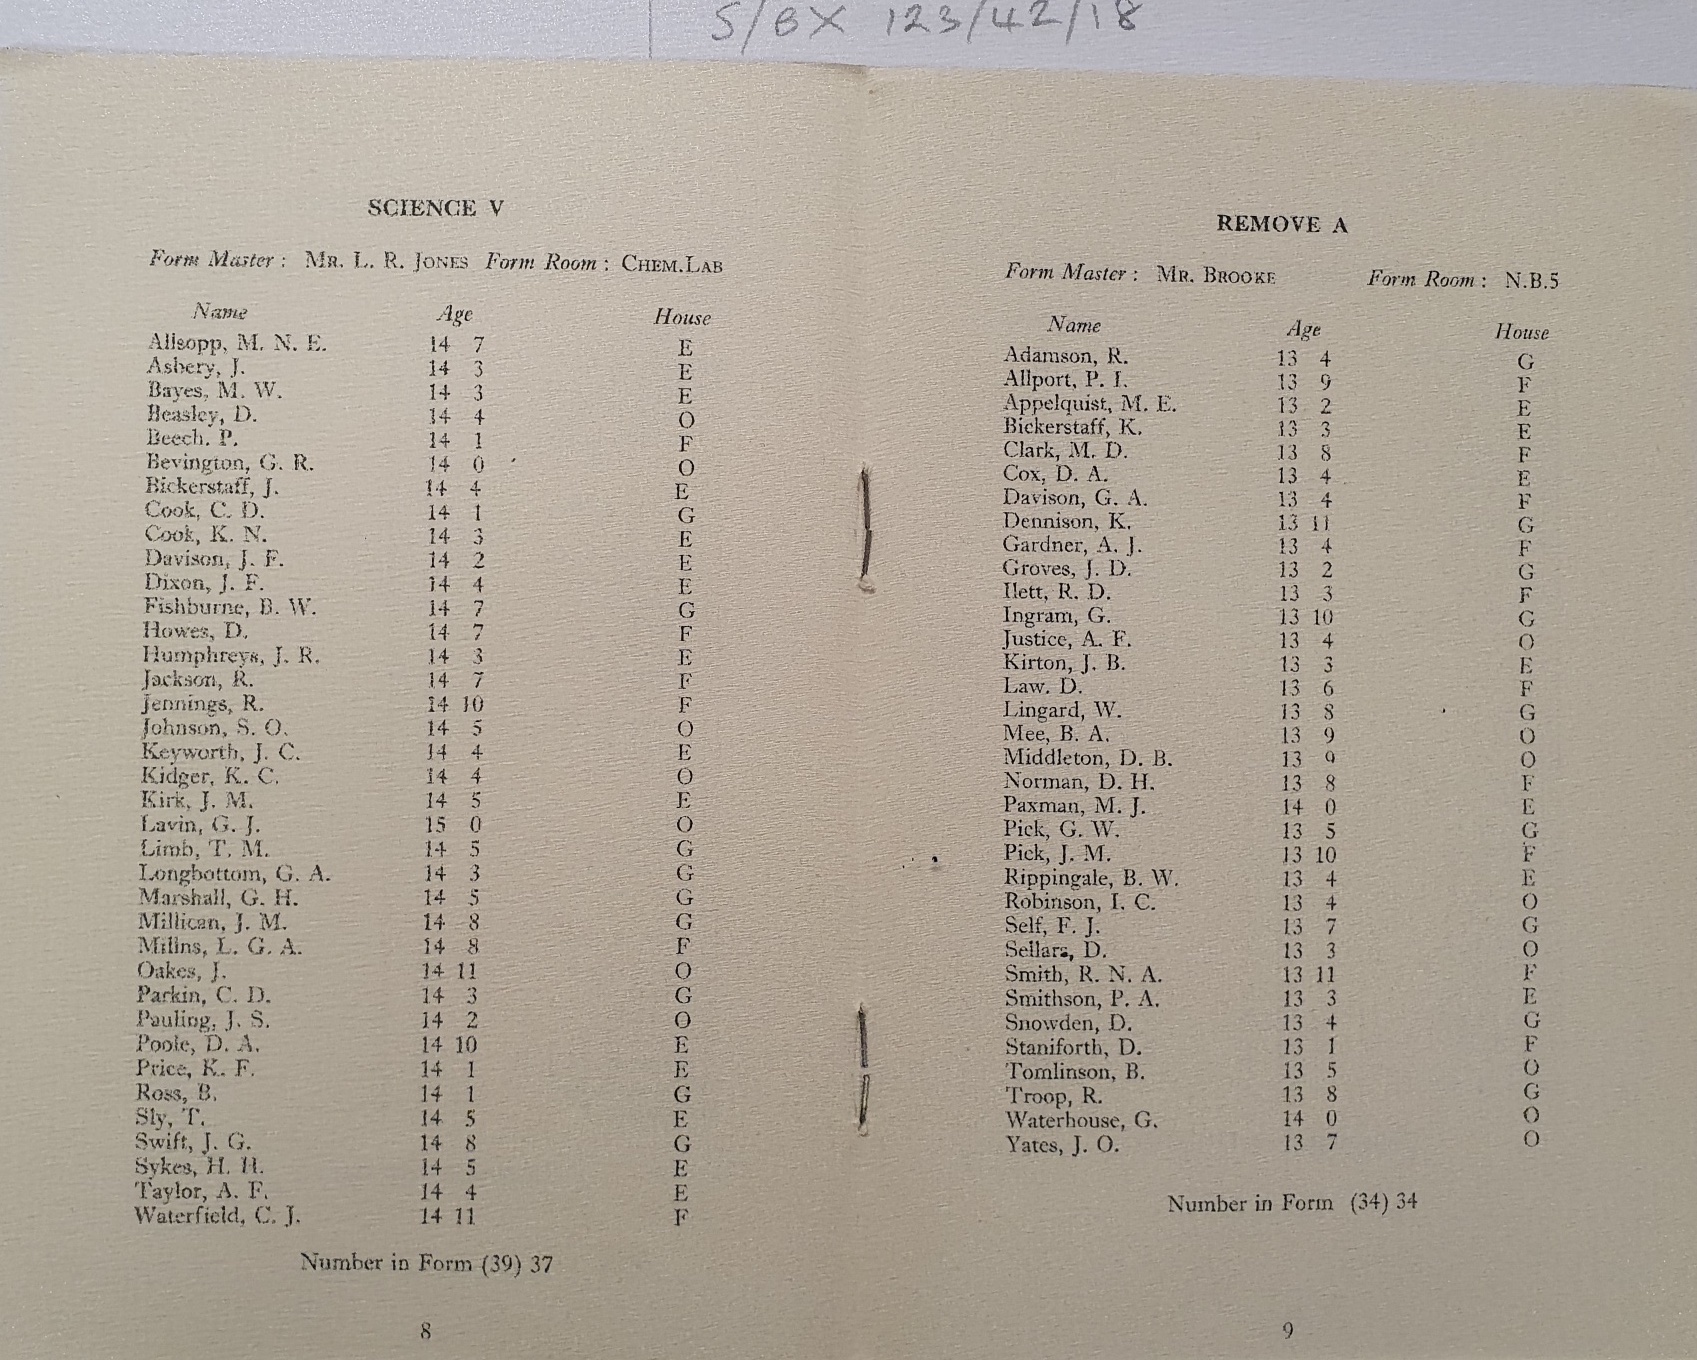 S/BX 123/42/18
SCIENCE V
Form Master : MR. L. R. JONES Form Room : CHEM.LAB
Name Age House
Allsopp, M. N. E. 14 7 E
Asbery, J. 14 3 E
Bayes, M. W. 14 3 E
Beasley, D. 14 4 O
Beech. P. 14 1 F
Bevington, G. R. 14 0 O
Bickerstaff, J. 14 4 E
Cook, C. D. 14 1 G
Cook, K. N. 14 3 E
Davison, J. F. 14 2 E
Dixon, J. F. 14 4 E
Fishburne, B. W. 14 7 G
Howes, D. 14 7 F
Humphreys, J. R. 14 3 E
Jackson, R. 14 7 F
Jennings, R. 14 10 F
Johnson, S. O. 14 5 O
Keyworth, J. C. 14 4 E
Kidger, K. C. 14 4 O
Kirk, J. M. 14 5 E
Lavin, G. J. 15 0 O
Limb, T. M. 14 5 G
Longbottom, G. A. 14 3 G
Marshall, G. H. 14 5 G
Millican, J. M. 14 8 G
Millns, L. G. A. 14 8 F
Oakes, J. 14 11 O
Parkin, C. D. 14 3 G
Pauling, J. S. 14 2 O
Poole, D. A. 14 10 E
Price, K. F. 14 1 E
Ross, B. 14 1 G
Sly, T. 14 5 E
Swift, J. G. 14 8 G
Sykes, H. H. 14 5 E
Taylor, A. F. 14 4 E
Waterfield, C. J. 14 11 F
Number in Form (39) 37
8
REMOVE A
Form Master : MR. BROOKE Form Room : N.B.5
Name Age House
Adamson, R. 13 4 G
Allport, P. I. 13 9 F
Appelquist, M. E. 13 2 E
Bickerstaff, K. 13 3 E
Clark, M. D. 13 8 F
Cox, D. A. 13 4 E
Davison, G. A. 13 4 F
Dennison, K. 13 11 G
Gardner, A. J. 13 4 F
Groves, J. D. 13 2 G
Ilett, R. D. 13 3 F
Ingram, G. 13 10 G
Justice, A. F. 13 4 O
Kirton, J. B. 13 3 E
Law. D. 13 6 F
Lingard, W. 13 8 G
Mee, B. A. 13 9 O
Middleton, D. B. 13 9 O
Norman, D. H. 13 8 F
Paxman, M. J. 14 0 E
Pick, G. W. 13 5 G
Pick, J. M. 13 10 F
Rippingale, B. W. 13 4 E
Robinson, I. C. 13 4 O
Self, F. J. 13 7 G
Sellars, D. 13 3 O
Smith, R. N. A. 13 11 F
Smithson, P. A. 13 3 E
Snowden, D. 13 4 G
Staniforth, D. 13 1 F
Tomlinson, B. 13 5 O
Troop, R. 13 8 G
Waterhouse, G. 14 0 O
Yates, J. O. 13 7 O
Number in Form (34) 34
9